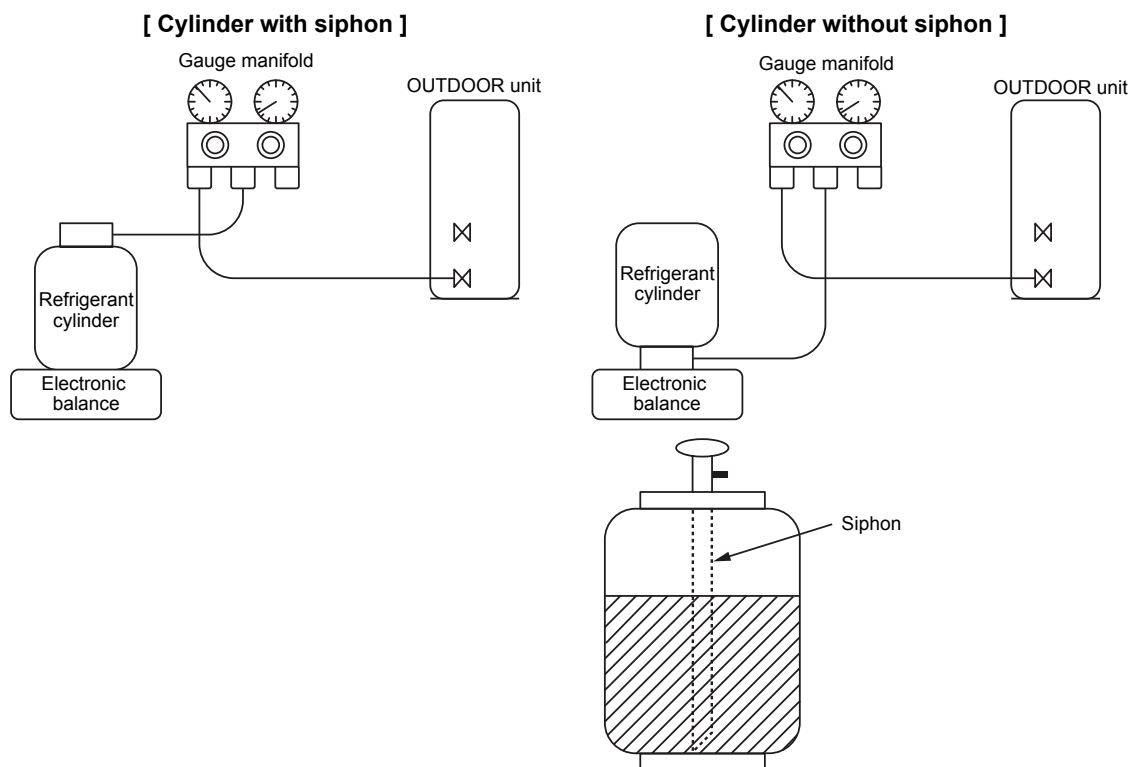 [ Cylinder with siphon ]
Gauge manifold
OUTDOOR unit
Refrigerant
cylinder
Electronic
balance
[ Cylinder without siphon ]
Gauge manifold
OUTDOOR unit
Refrigerant
cylinder
Electronic
balance
Siphon